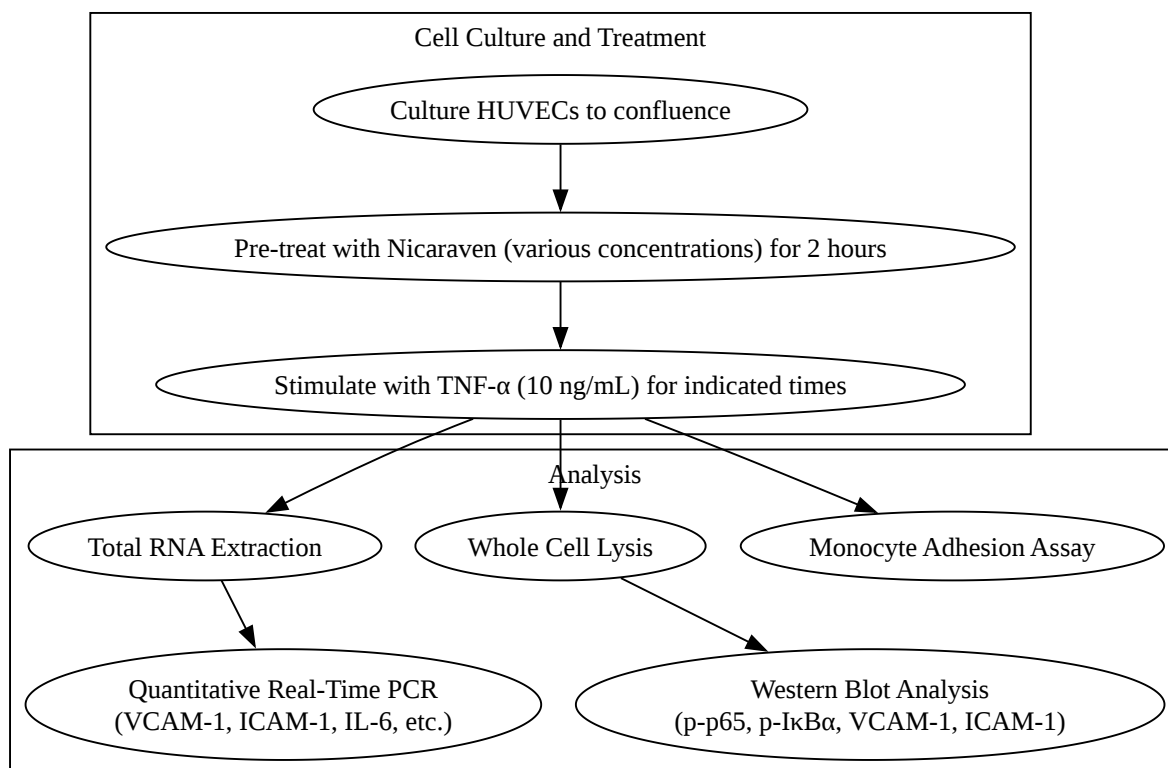 Cell Culture and Treatment
Culture HUVECs to confluence
Pre-treat with Nicaraven (various concentrations) for 2 hours
Stimulate with TNF-α (10 ng/mL) for indicated times
Analysis
Total RNA Extraction
Whole Cell Lysis
Monocyte Adhesion Assay
Quantitative Real-Time PCR
(VCAM-1, ICAM-1, IL-6, etc.)
Western Blot Analysis
(p-p65, p-IκBα, VCAM-1, ICAM-1)